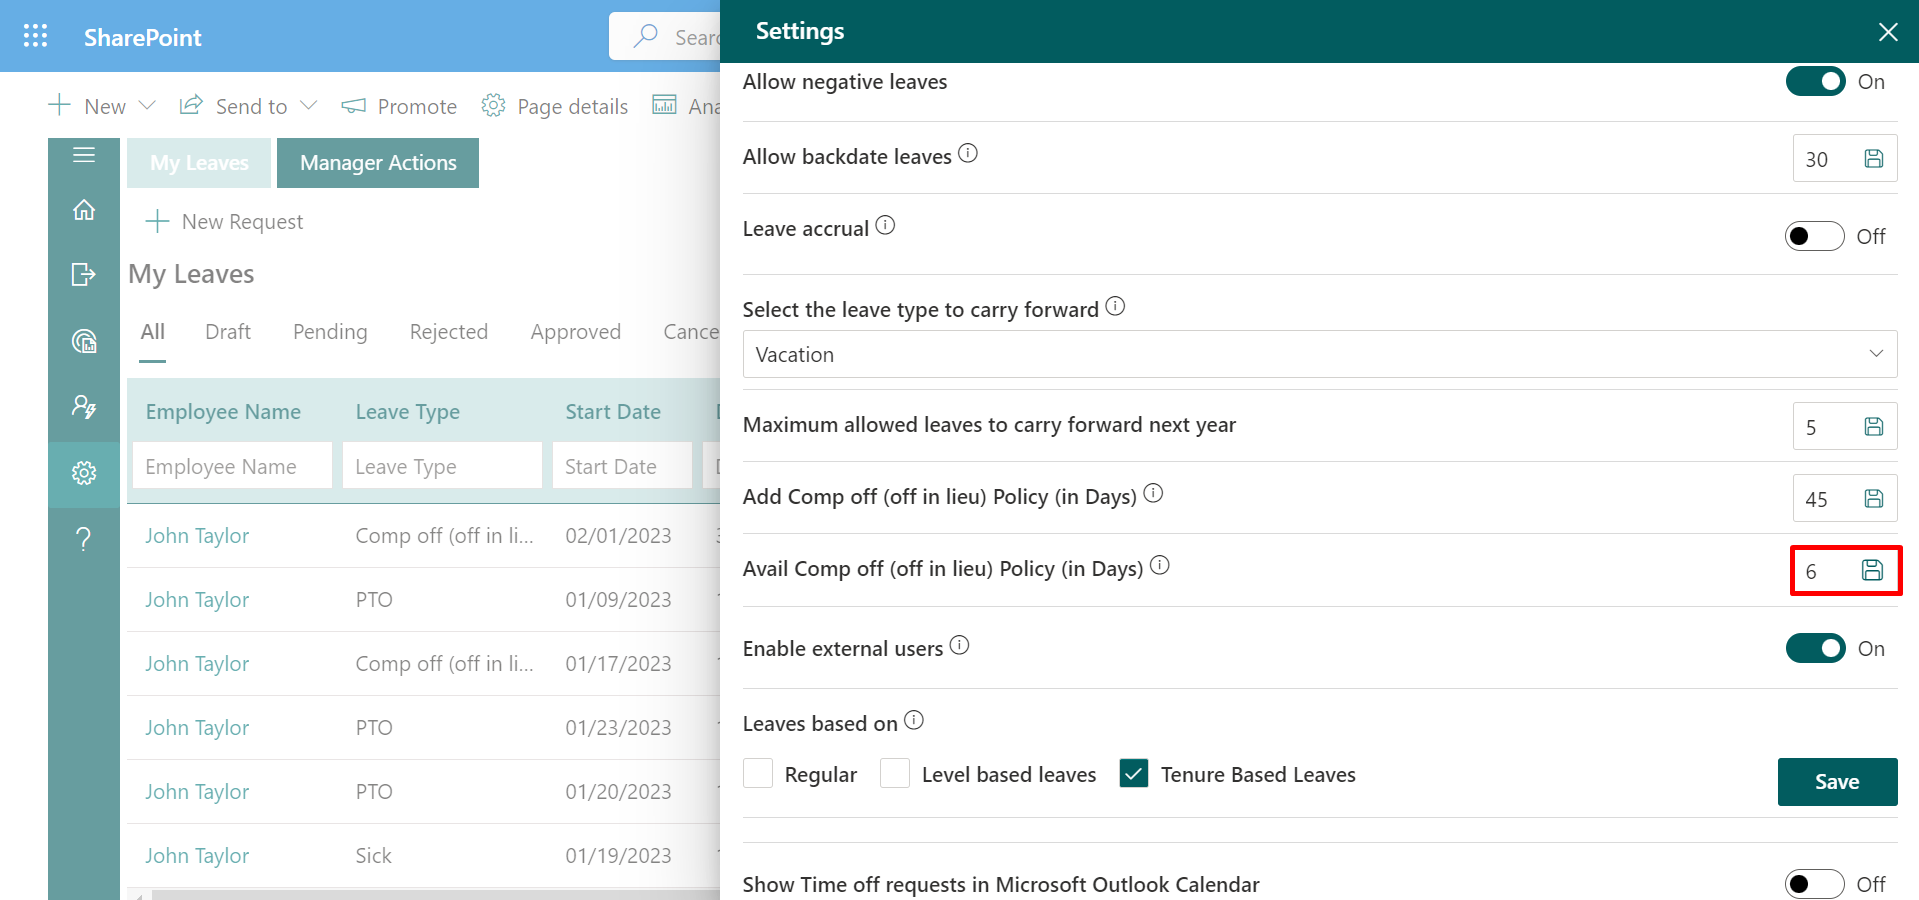 SharePoint
Sear
Settings
Allow negative leaves
On
New
Send to
Promote
Page details
Ana
Allow backdate leaves
30
My Leaves
Manager Actions
New Request
Leave accrual
Off
My Leaves
Select the leave type to carry forward
Vacation
All
Draft
Pending
Rejected
Approved
Cance
Employee Name
Leave Type
Start Date
Employee Name
Leave Type
Start Date
Maximum allowed leaves to carry forward next year
5
Add Comp off (off in lieu) Policy (in Days)
45
John Taylor
Comp off (off in li...
02/01/2023
Avail Comp off (off in lieu) Policy (in Days)
6
John Taylor
PTO
01/09/2023
Enable external users
On
John Taylor
Comp off (off in lie...
01/17/2023
John Taylor
PTO
01/23/2023
Leaves based on
Regular
Level based leaves
Tenure Based Leaves
Save
John Taylor
PTO
01/20/2023
John Taylor
Sick
01/19/2023
Show Time off requests in Microsoft Outlook Calendar
Off